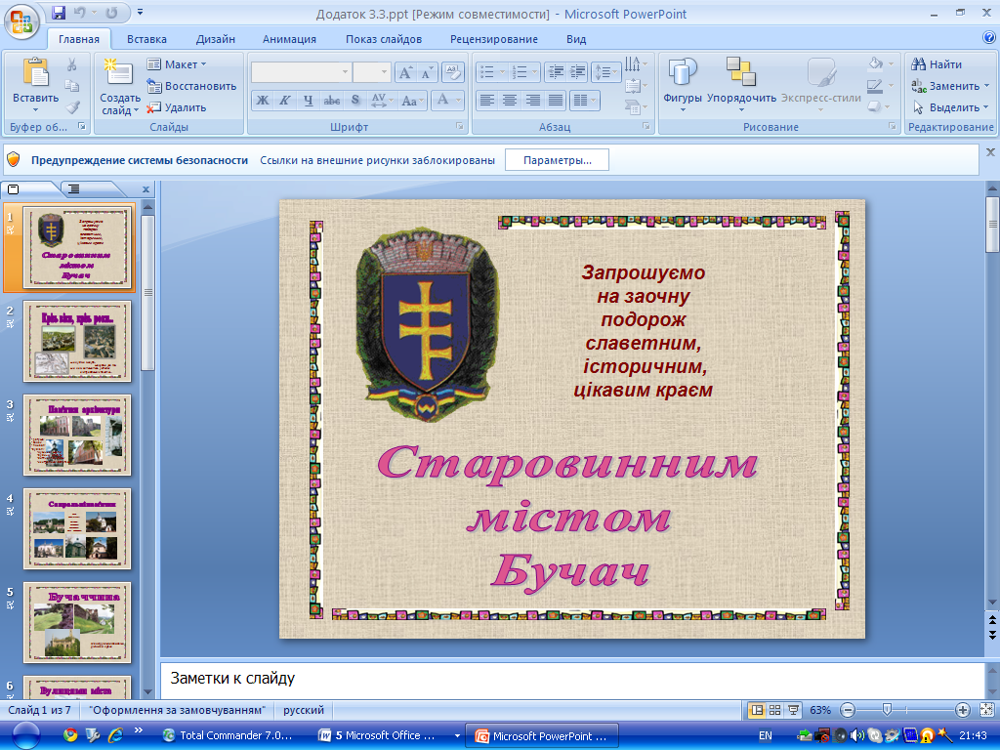 Додаток 3.3.ppt [Режим совместимости] - Microsoft PowerPoint
Главная Вставка Дизайн Анимация Показ слайдов Рецензирование Вид
Вставить
Буфер об...
Создать слайд
Макет
Восстановить
Удалить
Слайды
Ж К Ч abc S AV Aa A
Шрифт
Абзац
Фигуры Упорядочить Экспресс-стили
Рисование
Найти
Заменить
Выделить
Редактирование
Предупреждение системы безопасности Ссылки на внешние рисунки заблокированы Параметры...
1
Старовинним
містом
Бучач
2
Крізь віки, крізь роки...
3
Пам'ятки архітектури
4
5
Бучаччина
6
Вулицями міста
Запрошуємо
на заочну
подорож
славетним,
історичним,
цікавим краєм
Старовинним
містом
Бучач
Заметки к слайду
Слайд 1 из 7 "Оформлення за замовчуванням" русский 63%
Total Commander 7.0... 5 Microsoft Office ... Microsoft PowerPoint ... EN 21:43